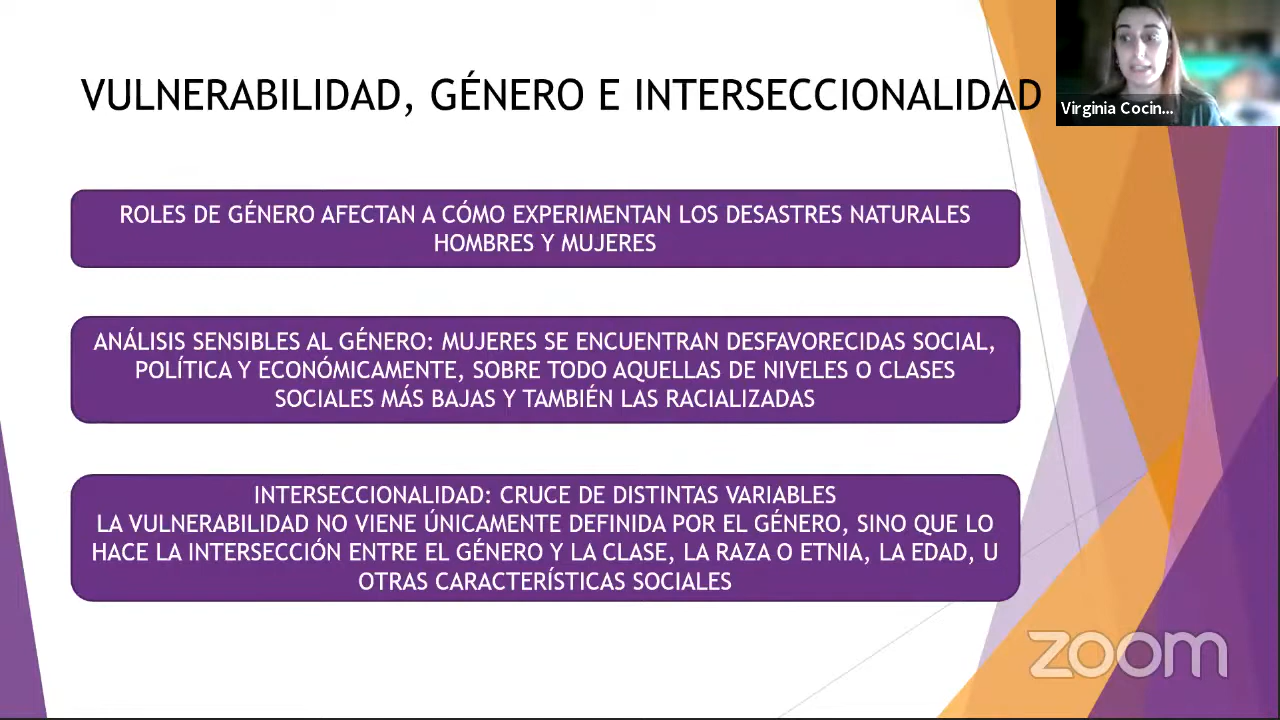 VULNERABILIDAD, GÉNERO E INTERSECCIONALIDAD
Virginia Cocin...
ROLES DE GÉNERO AFECTAN A CÓMO EXPERIMENTAN LOS DESASTRES NATURALES
HOMBRES Y MUJERES
ANÁLISIS SENSIBLES AL GÉNERO: MUJERES SE ENCUENTRAN DESFAVORECIDAS SOCIAL,
POLÍTICA Y ECONÓMICAMENTE, SOBRE TODO AQUELLAS DE NIVELES O CLASES
SOCIALES MÁS BAJAS Y TAMBIÉN LAS RACIALIZADAS
INTERSECCIONALIDAD: CRUCE DE DISTINTAS VARIABLES
LA VULNERABILIDAD NO VIENE ÚNICAMENTE DEFINIDA POR EL GÉNERO, SINO QUE LO
HACE LA INTERSECCIÓN ENTRE EL GÉNERO Y LA CLASE, LA RAZA O ETNIA, LA EDAD, U
OTRAS CARACTERÍSTICAS SOCIALES
zoom